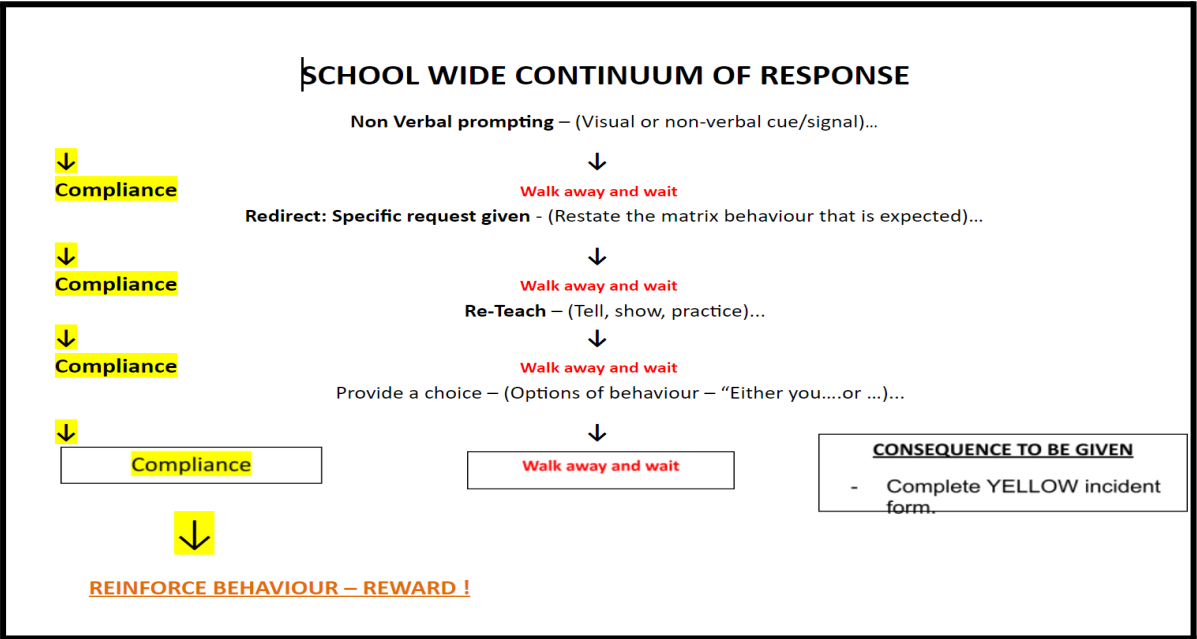 SCHOOL WIDE CONTINUUM OF RESPONSE
Non Verbal prompting – (Visual or non-verbal cue/signal)…
↓ ↓
Compliance Walk away and wait
Redirect: Specific request given - (Restate the matrix behaviour that is expected)…
↓ ↓
Compliance Walk away and wait
Re-Teach – (Tell, show, practice)…
↓ ↓
Compliance Walk away and wait
Provide a choice – (Options of behaviour – “Either you….or …)…
↓ ↓
Compliance Walk away and wait
CONSEQUENCE TO BE GIVEN
- Complete YELLOW incident
form.
↓
REINFORCE BEHAVIOUR – REWARD !